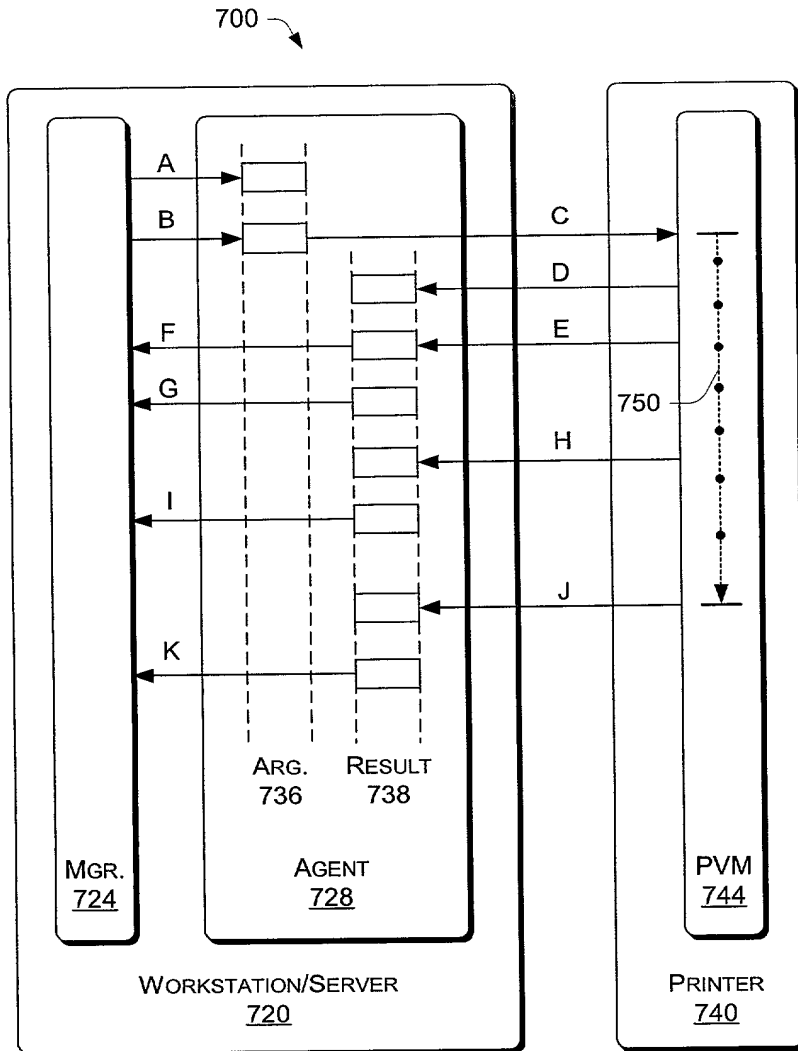 700
A
B
C
D
F
E
G
750
H
I
J
K
ARG.
736
RESULT
738
MGR.
724
AGENT
728
PVM
744
WORKSTATION/SERVER
720
PRINTER
740